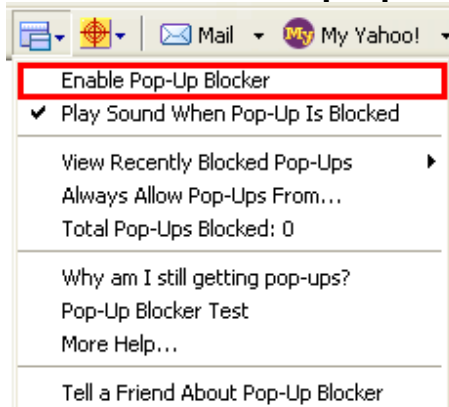 Mail My My Yahoo!
Enable Pop-Up Blocker
Play Sound When Pop-Up Is Blocked
View Recently Blocked Pop-Ups
Always Allow Pop-Ups From...
Total Pop-Ups Blocked: 0
Why am I still getting pop-ups?
Pop-Up Blocker Test
More Help...
Tell a Friend About Pop-Up Blocker